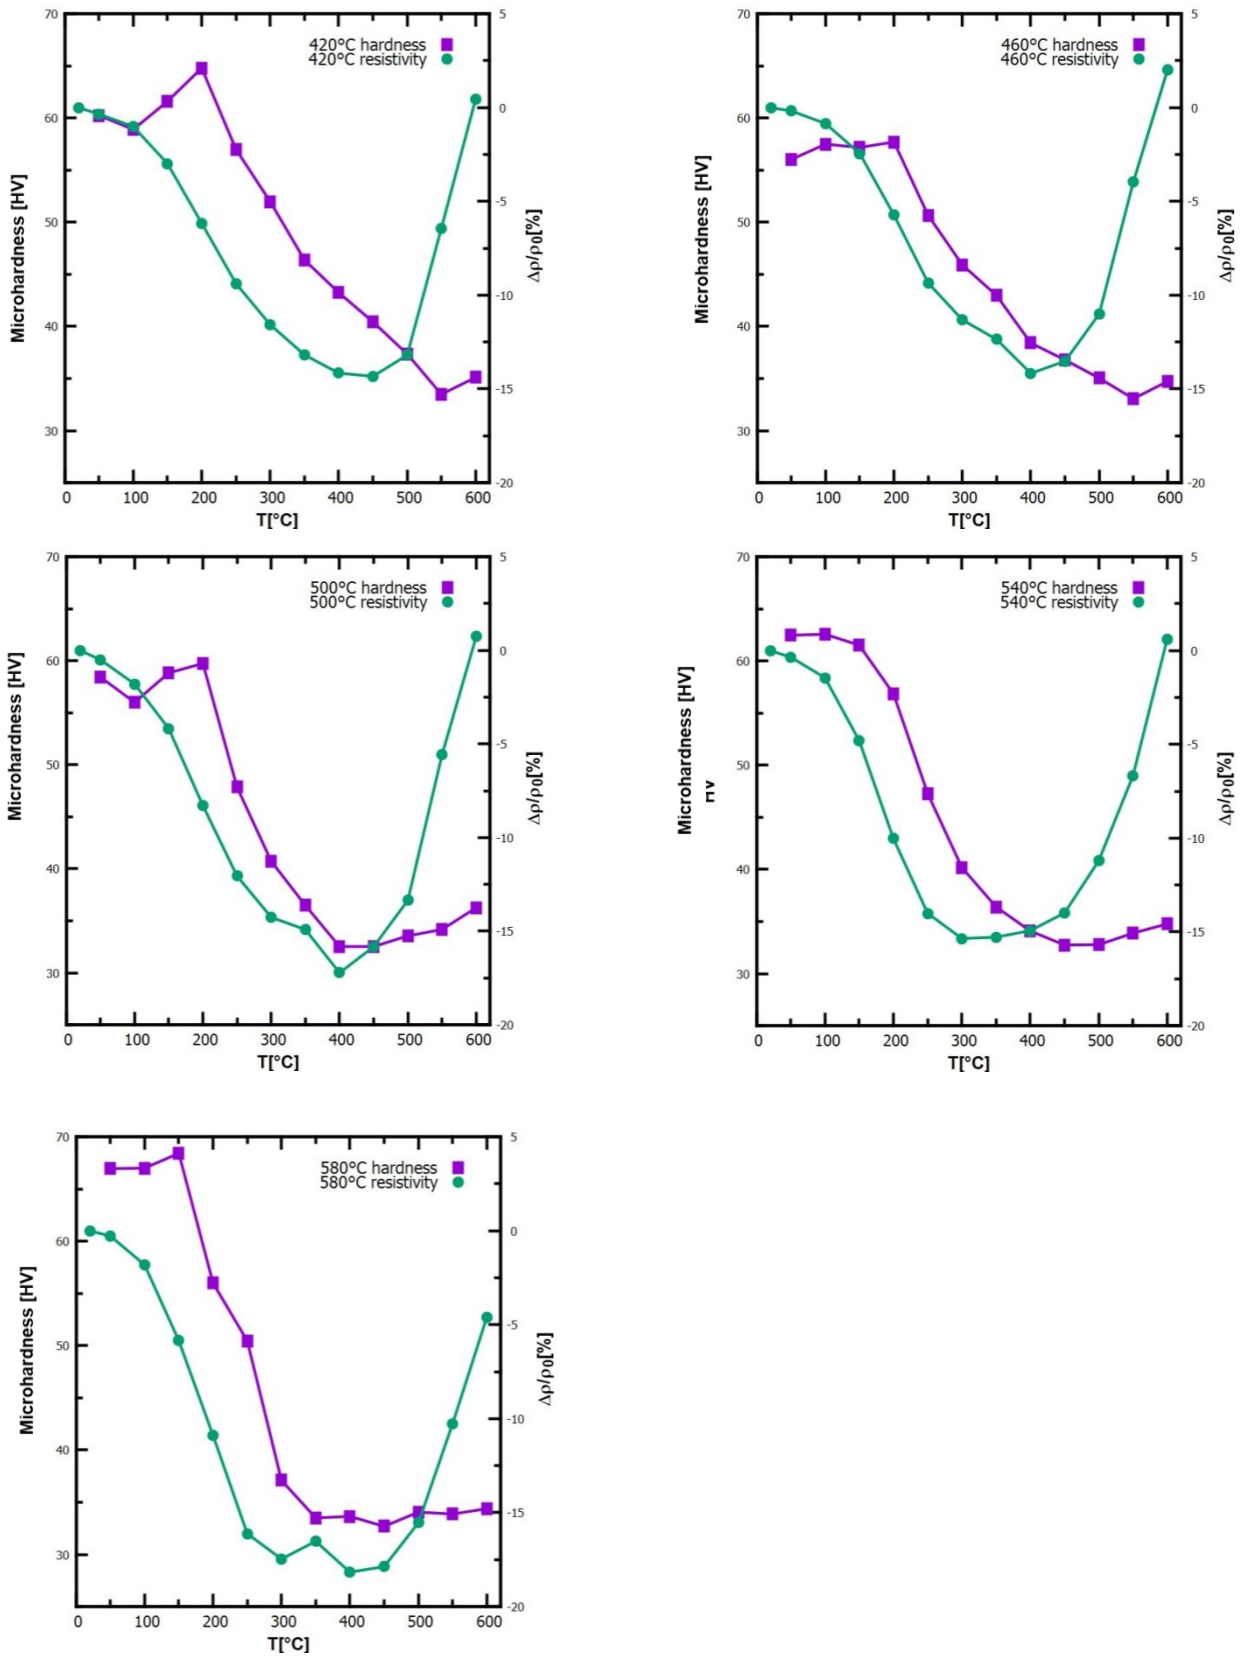 70
60
50
40
30
5
0
-5
-10
-15
-20
420°C hardness
420°C resistivity
Microhardness [HV]
Δρ/ρ0[%]
0 100 200 300 400 500 600
T[°C]
70
60
50
40
30
5
0
-5
-10
-15
-20
460°C hardness
460°C resistivity
Microhardness [HV]
Δρ/ρ0[%]
0 100 200 300 400 500 600
T[°C]
70
60
50
40
30
5
0
-5
-10
-15
-20
500°C hardness
500°C resistivity
Microhardness [HV]
Δρ/ρ0[%]
0 100 200 300 400 500 600
T[°C]
70
60
50
40
30
5
0
-5
-10
-15
-20
540°C hardness
540°C resistivity
Microhardness [HV]
HV
Δρ/ρ0[%]
0 100 200 300 400 500 600
T[°C]
70
60
50
40
30
5
0
-5
-10
-15
-20
580°C hardness
580°C resistivity
Microhardness [HV]
Δρ/ρ0[%]
0 100 200 300 400 500 600
T[°C]